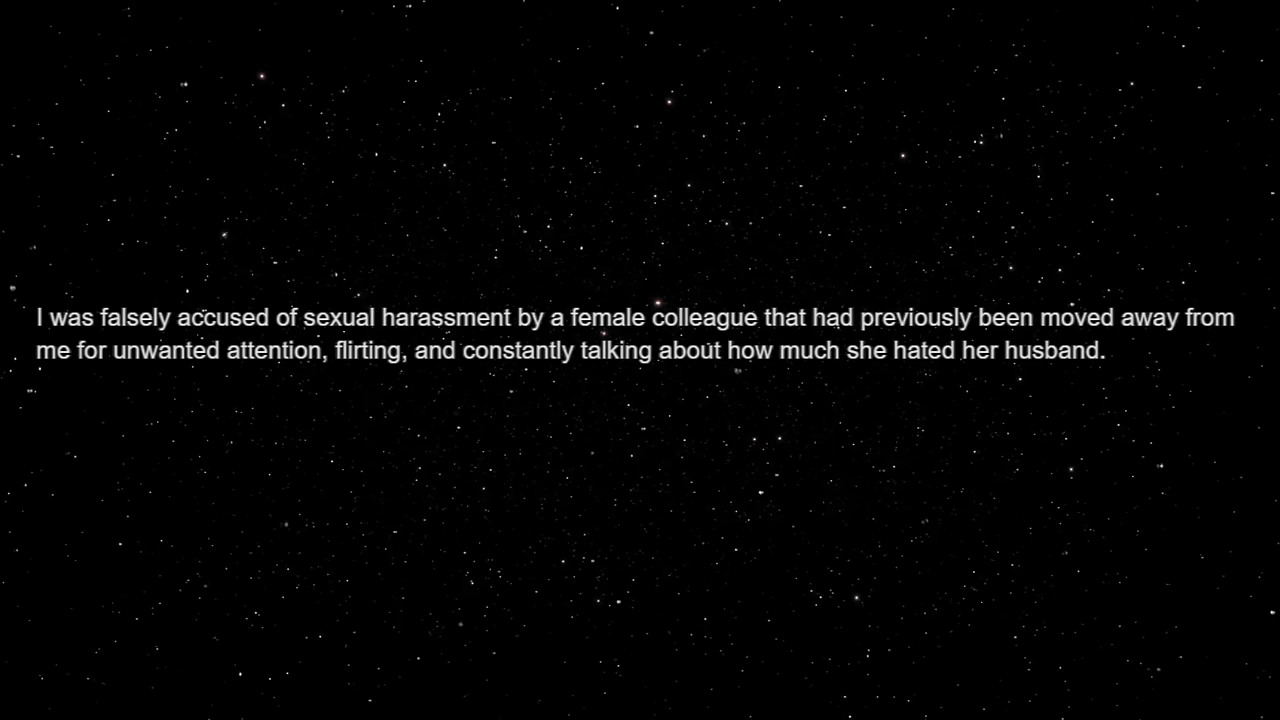 I was falsely accused of sexual harassment by a female colleague that had previously been moved away from
me for unwanted attention, flirting, and constantly talking about how much she hated her husband.